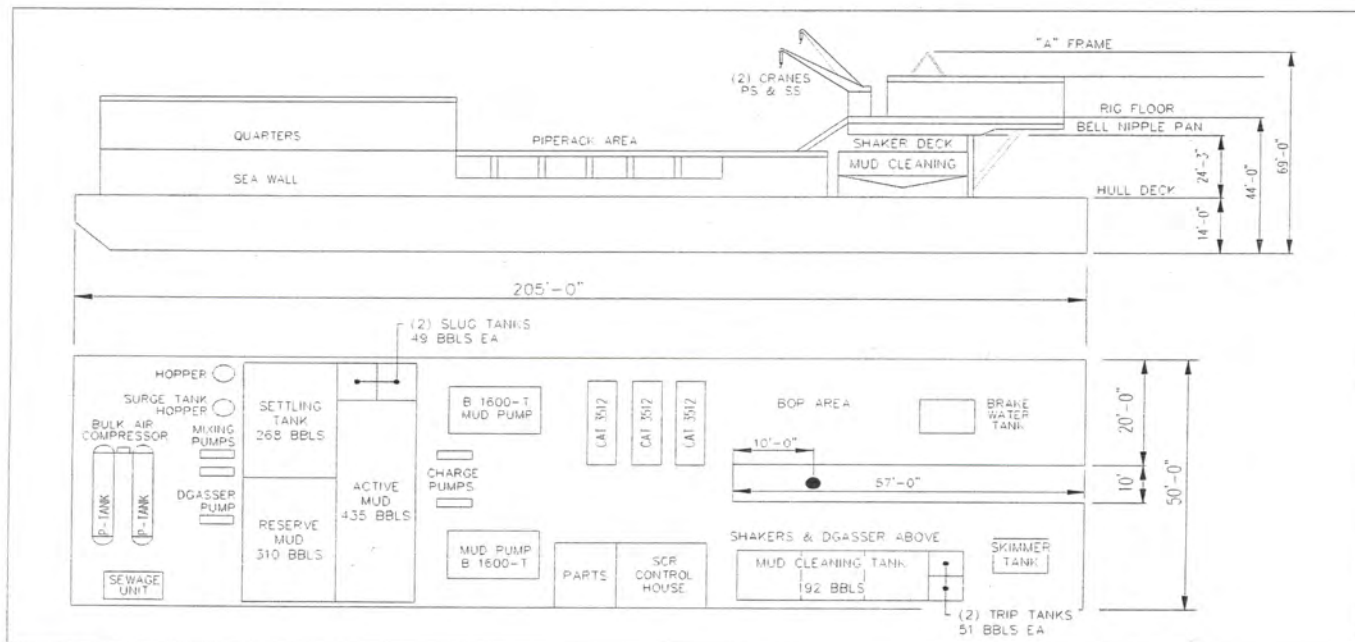 "A" FRAME
(2) CRANES
PS & SS
RIG FLOOR
BELL NIPPLE PAN
QUARTERS
PIPERACK AREA
SHAKER DECK
MUD CLEANING
SEA WALL
HULL DECK
24'-3"
14'-0"
44'-0"
69'-0"
205'-0"
(2) SLUG TANKS
49 BBLS EA
HOPPER
SURGE TANK
HOPPER
BULK AIR
COMPRESSOR
MIXING
PUMPS
P-TANK
P-TANK
DGASSER
PUMP
SEWAGE
UNIT
SETTLING
TANK
268 BBLS
RESERVE
MUD
310 BBLS
ACTIVE
MUD
435 BBLS
B 1600-T
MUD PUMP
CHARGE
PUMPS
MUD PUMP
B 1600-T
CAT 3512
CAT 3512
CAT 3512
PARTS
SCR
CONTROL
HOUSE
BOP AREA
BRAKE
WATER
TANK
10'-0"
57'-0"
20'-0"
10'
50'-0"
SHAKERS & DGASSER ABOVE
MUD CLEANING TANK
192 BBLS
SKIMMER
TANK
(2) TRIP TANKS
51 BBLS EA